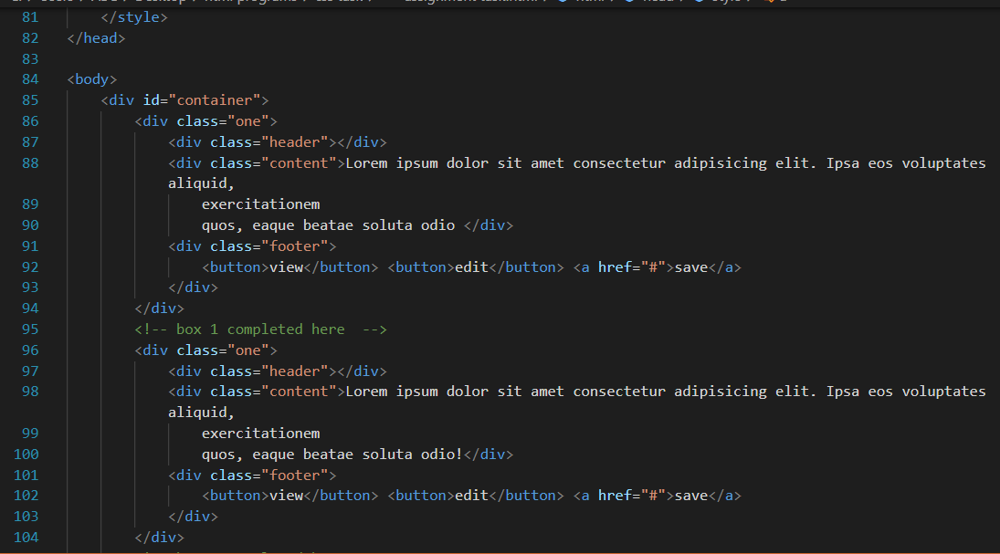 81 </style>
82 </head>
83
84 <body>
85 <div id="container">
86 <div class="one">
87 <div class="header"></div>
88 <div class="content">Lorem ipsum dolor sit amet consectetur adipisicing elit. Ipsa eos voluptates
aliquid,
89 exercitationem
90 quos, eaque beatae soluta odio </div>
91 <div class="footer">
92 <button>view</button> <button>edit</button> <a href="#">save</a>
93 </div>
94 </div>
95 <!-- box 1 completed here  -->
96 <div class="one">
97 <div class="header"></div>
98 <div class="content">Lorem ipsum dolor sit amet consectetur adipisicing elit. Ipsa eos voluptates
aliquid,
99 exercitationem
100 quos, eaque beatae soluta odio!</div>
101 <div class="footer">
102 <button>view</button> <button>edit</button> <a href="#">save</a>
103 </div>
104 </div>